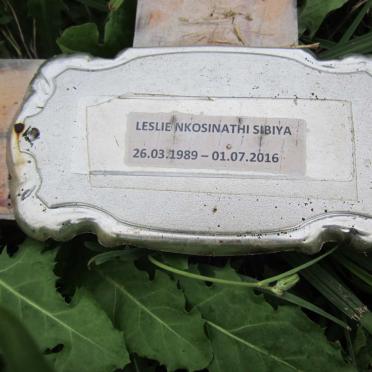 LESLIE NKOSINATHI SIBIYA
26.03.1989 – 01.07.2016